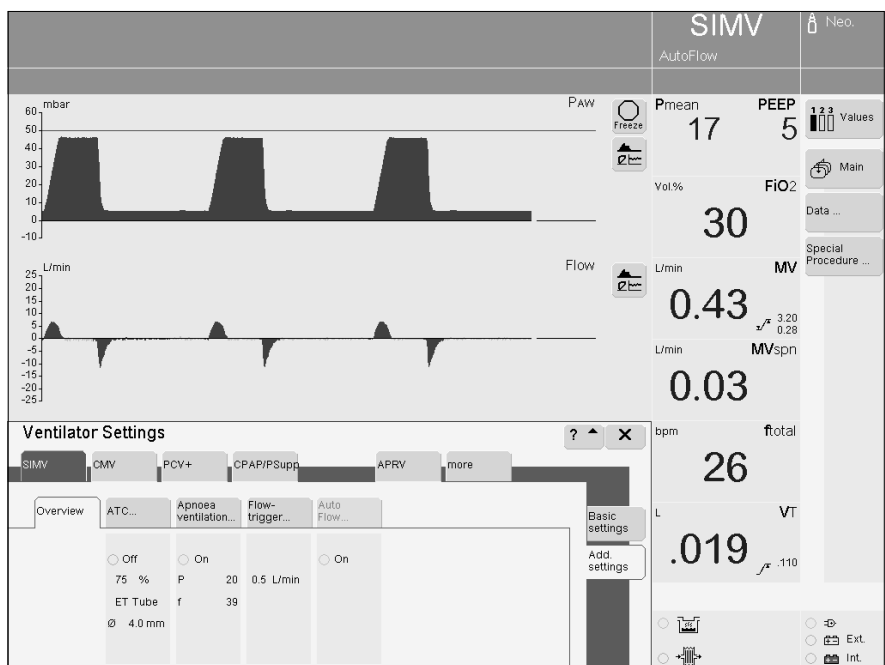 SIMV
Neo.
AutoFlow
mbar
Paw
60
50
40
30
20
10
0
-10
Freeze
Pmean PEEP
17 5
1 2 3
Values
Main
Vol.% FiO2
30
Data ...
Special
Procedure ...
L/min
Flow
25
20
15
10
5
0
-5
-10
-15
-20
-25
L/min MV
0.43
3.20
0.28
L/min MVspn
0.03
bpm ftotal
26
L VT
.019
.110
Ventilator Settings
?
SIMV CMV PCV+ CPAP/PSupp APRV more
Overview ATC... Apnoea ventilation... Flow-trigger... Auto Flow...
Basic
settings
Add.
settings
Off On On
75 % P 20 0.5 L/min
ET Tube f 39
Ø 4.0 mm
Ext.
Int.